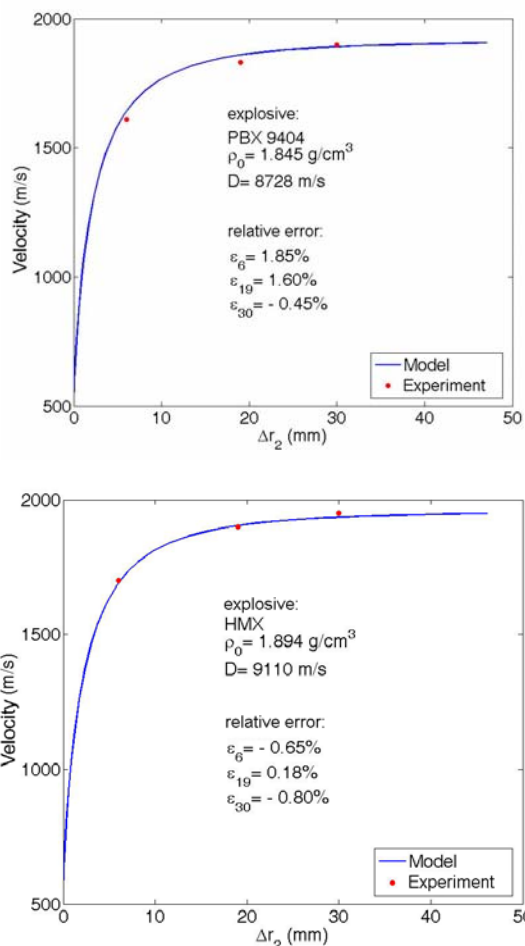 2000
1500
1000
500
Velocity (m/s)
explosive:
PBX 9404
ρ₀= 1.845 g/cm³
D= 8728 m/s
relative error:
ε₆= 1.85%
ε₁₉= 1.60%
ε₃₀= - 0.45%
Model
Experiment
0 10 20 30 40 50
Δr₂ (mm)
2000
1500
1000
500
Velocity (m/s)
explosive:
HMX
ρ₀= 1.894 g/cm³
D= 9110 m/s
relative error:
ε₆= - 0.65%
ε₁₉= 0.18%
ε₃₀= - 0.80%
Model
Experiment
0 10 20 30 40 50
Δr₂ (mm)